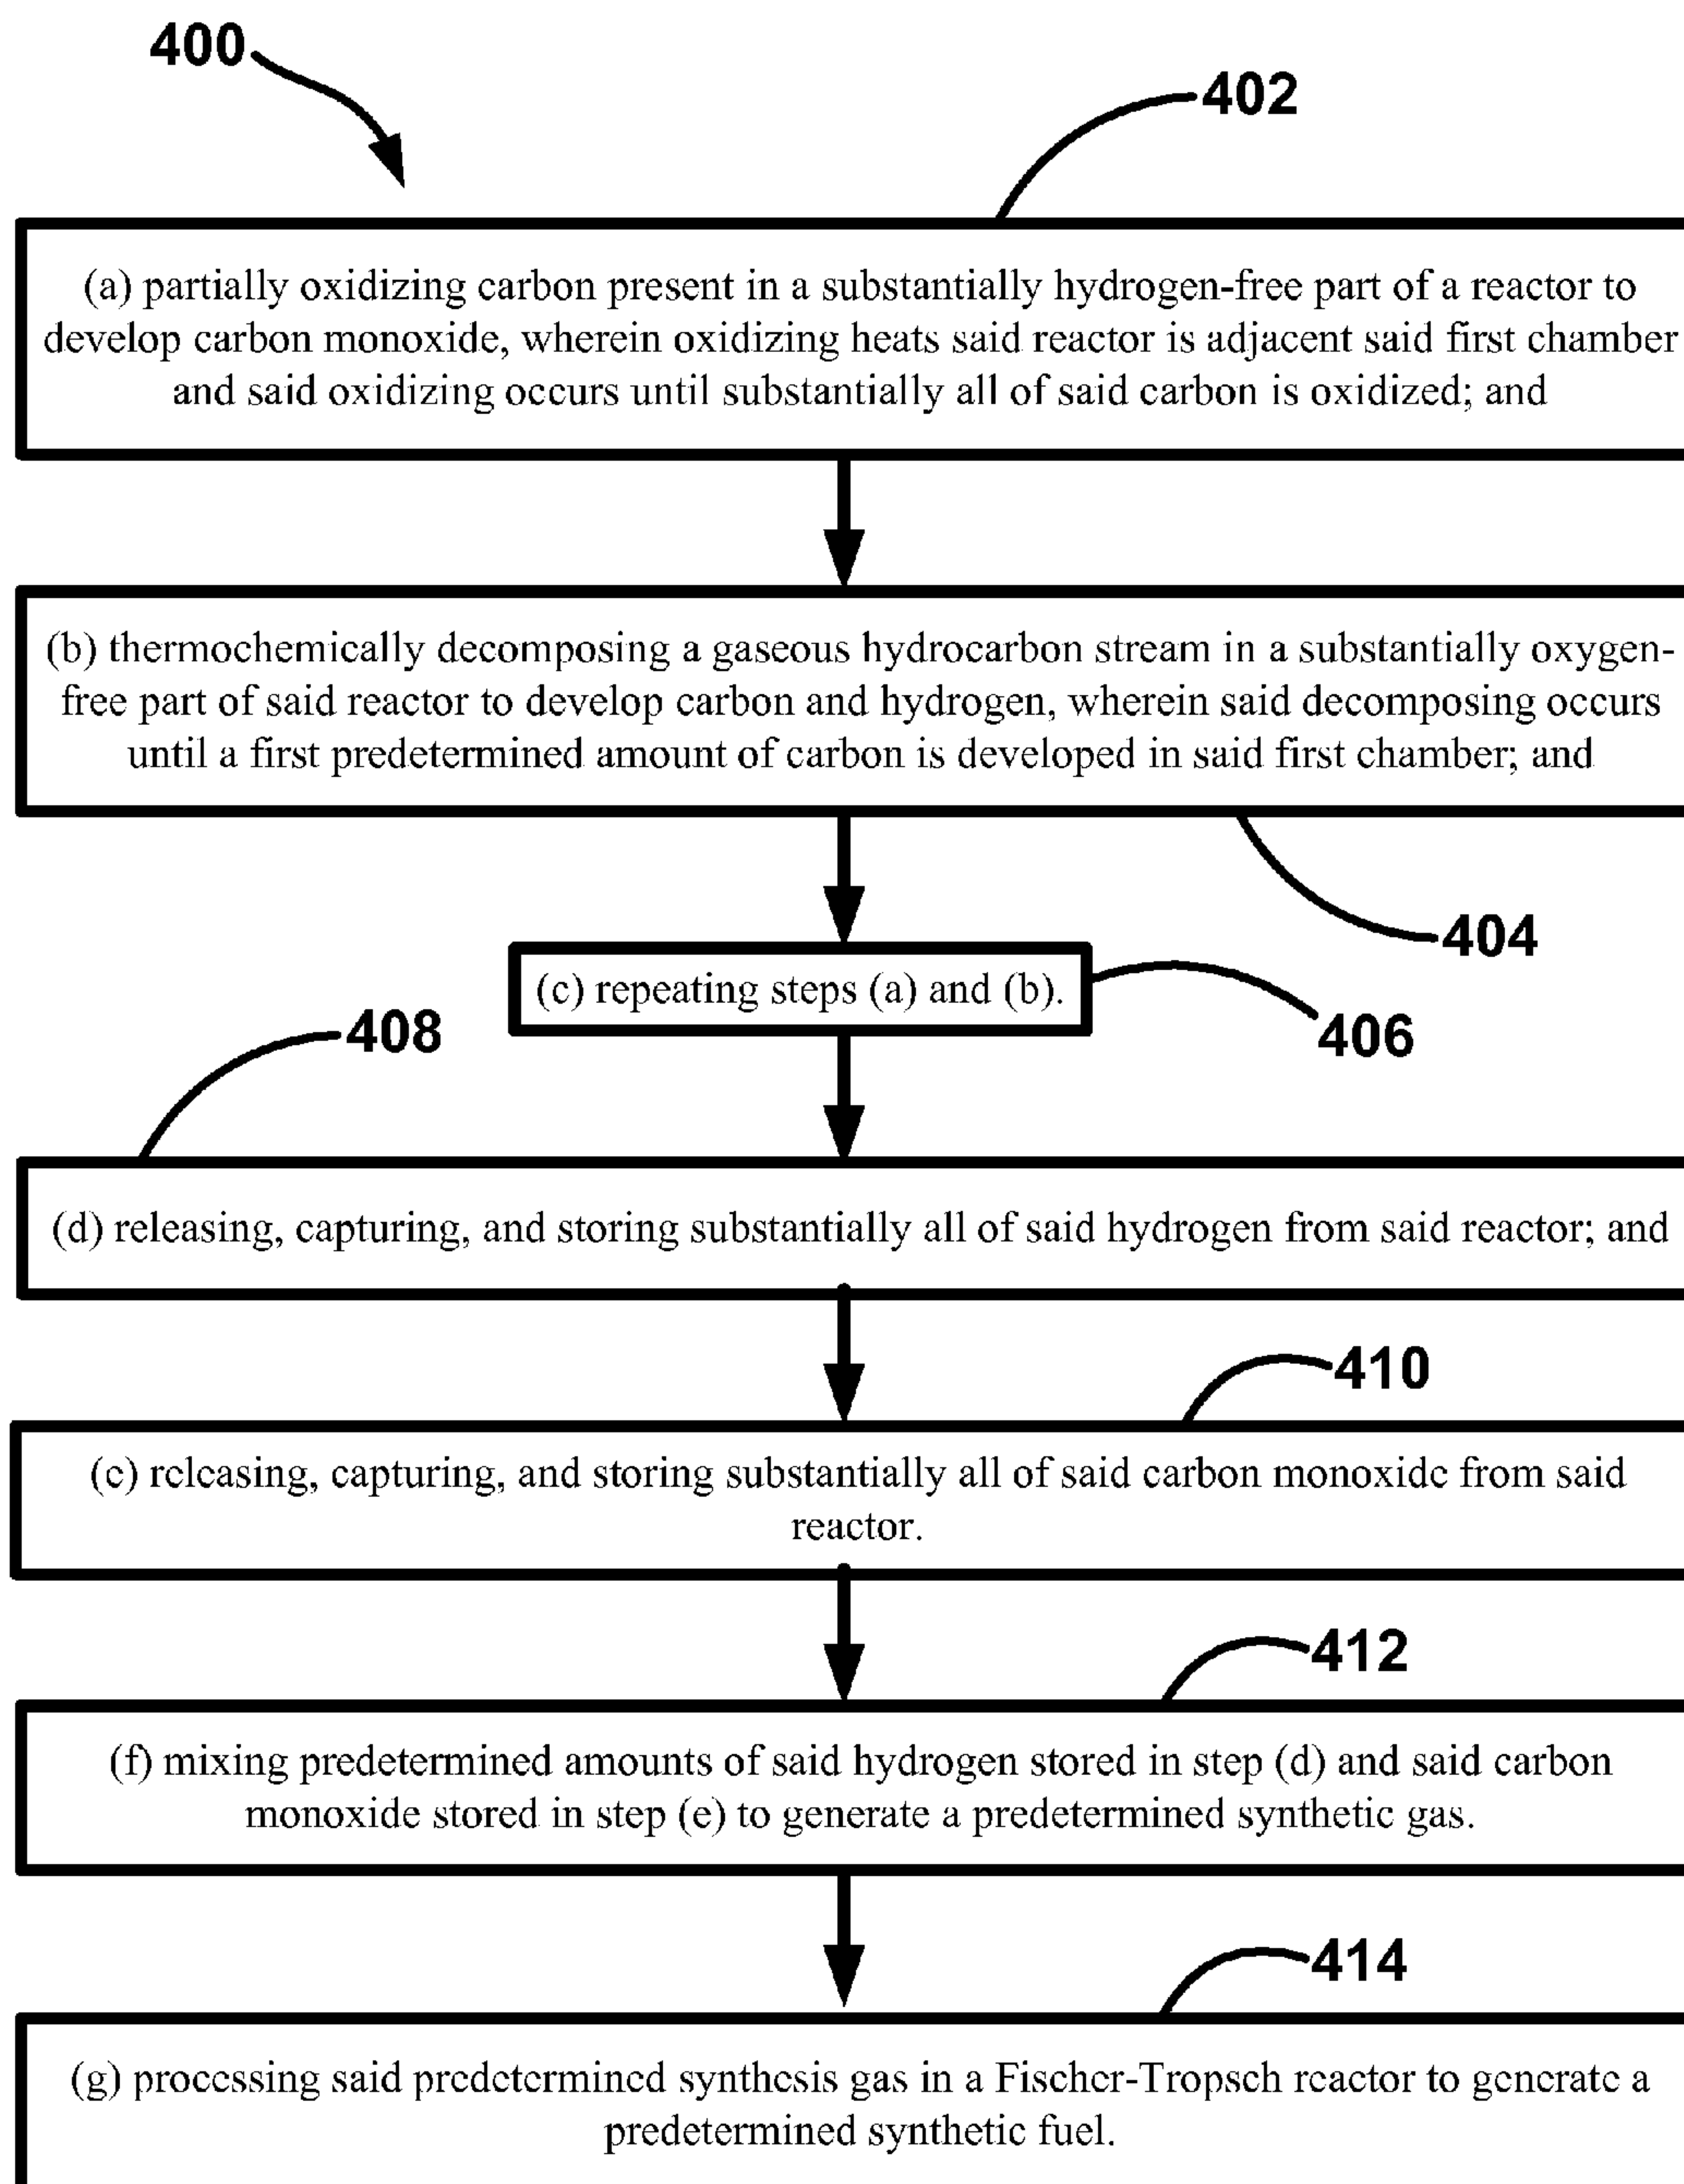 400
402
(a) partially oxidizing carbon present in a substantially hydrogen-free part of a reactor to
develop carbon monoxide, wherein oxidizing heats said reactor is adjacent said first chamber
and said oxidizing occurs until substantially all of said carbon is oxidized; and
(b) thermochemically decomposing a gaseous hydrocarbon stream in a substantially oxygen-
free part of said reactor to develop carbon and hydrogen, wherein said decomposing occurs
until a first predetermined amount of carbon is developed in said first chamber; and
404
(c) repeating steps (a) and (b).
406
408
(d) releasing, capturing, and storing substantially all of said hydrogen from said reactor; and
410
(e) releasing, capturing, and storing substantially all of said carbon monoxide from said
reactor.
412
(f) mixing predetermined amounts of said hydrogen stored in step (d) and said carbon
monoxide stored in step (e) to generate a predetermined synthetic gas.
414
(g) processing said predetermined synthesis gas in a Fischer-Tropsch reactor to generate a
predetermined synthetic fuel.